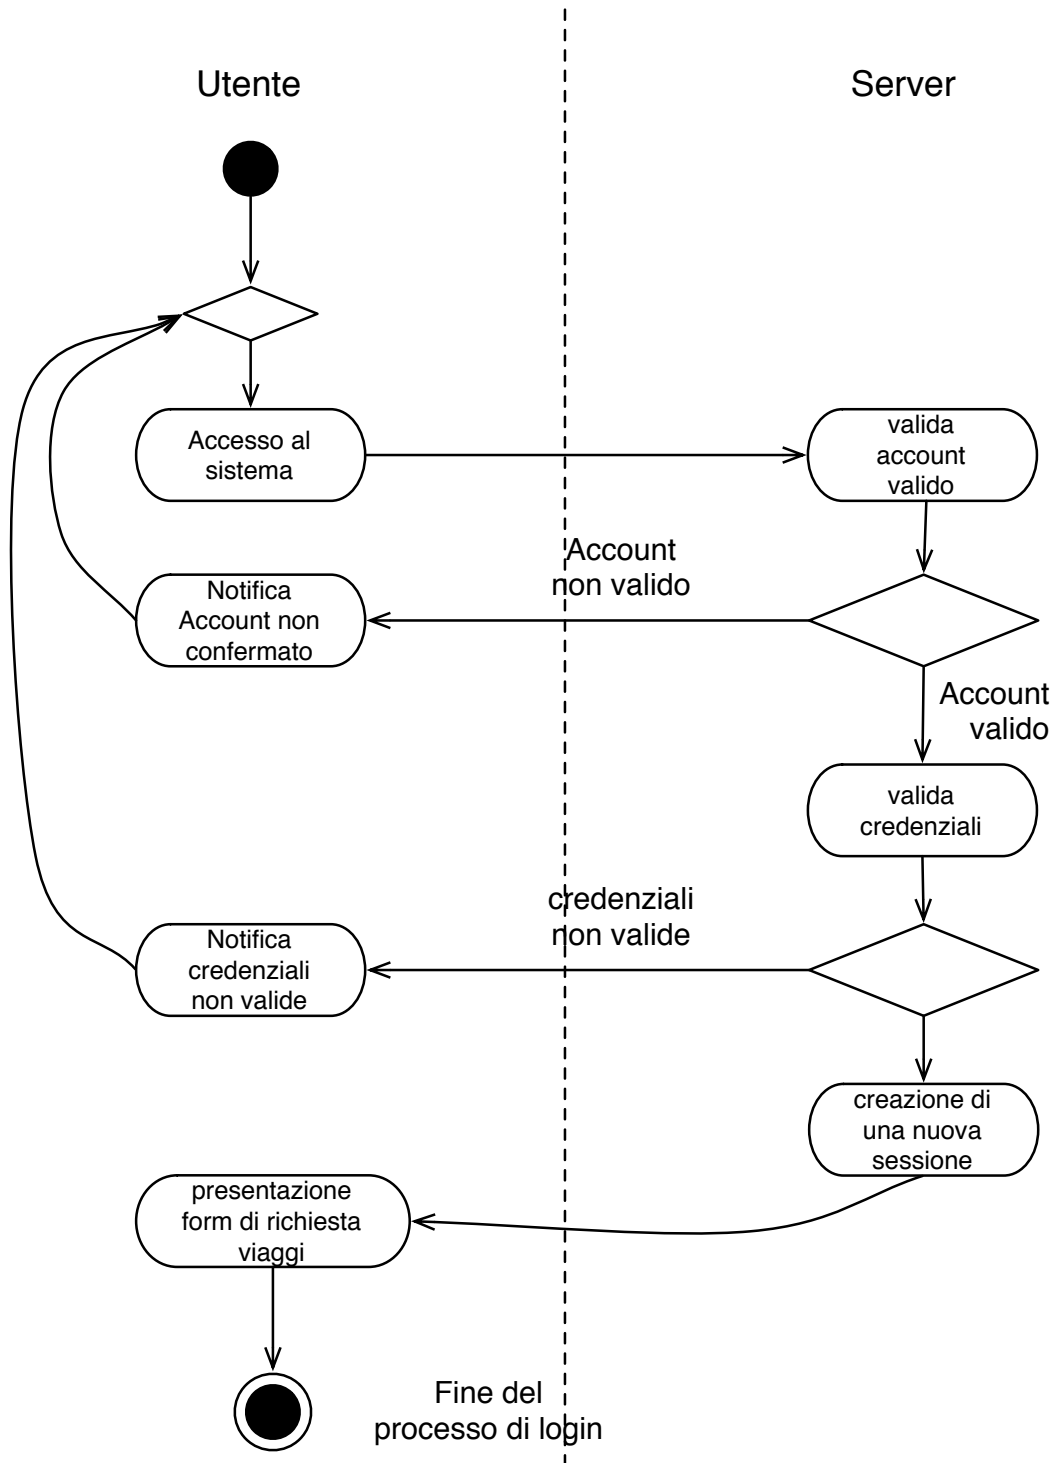 Utente
Server
Accesso al
sistema
valida
account
valido
Account
non valido
Notifica
Account non
confermato
Account
valido
valida
credenziali
credenziali
non valide
Notifica
credenziali
non valide
creazione di
una nuova
sessione
presentazione
form di richiesta
viaggi
Fine del
processo di login